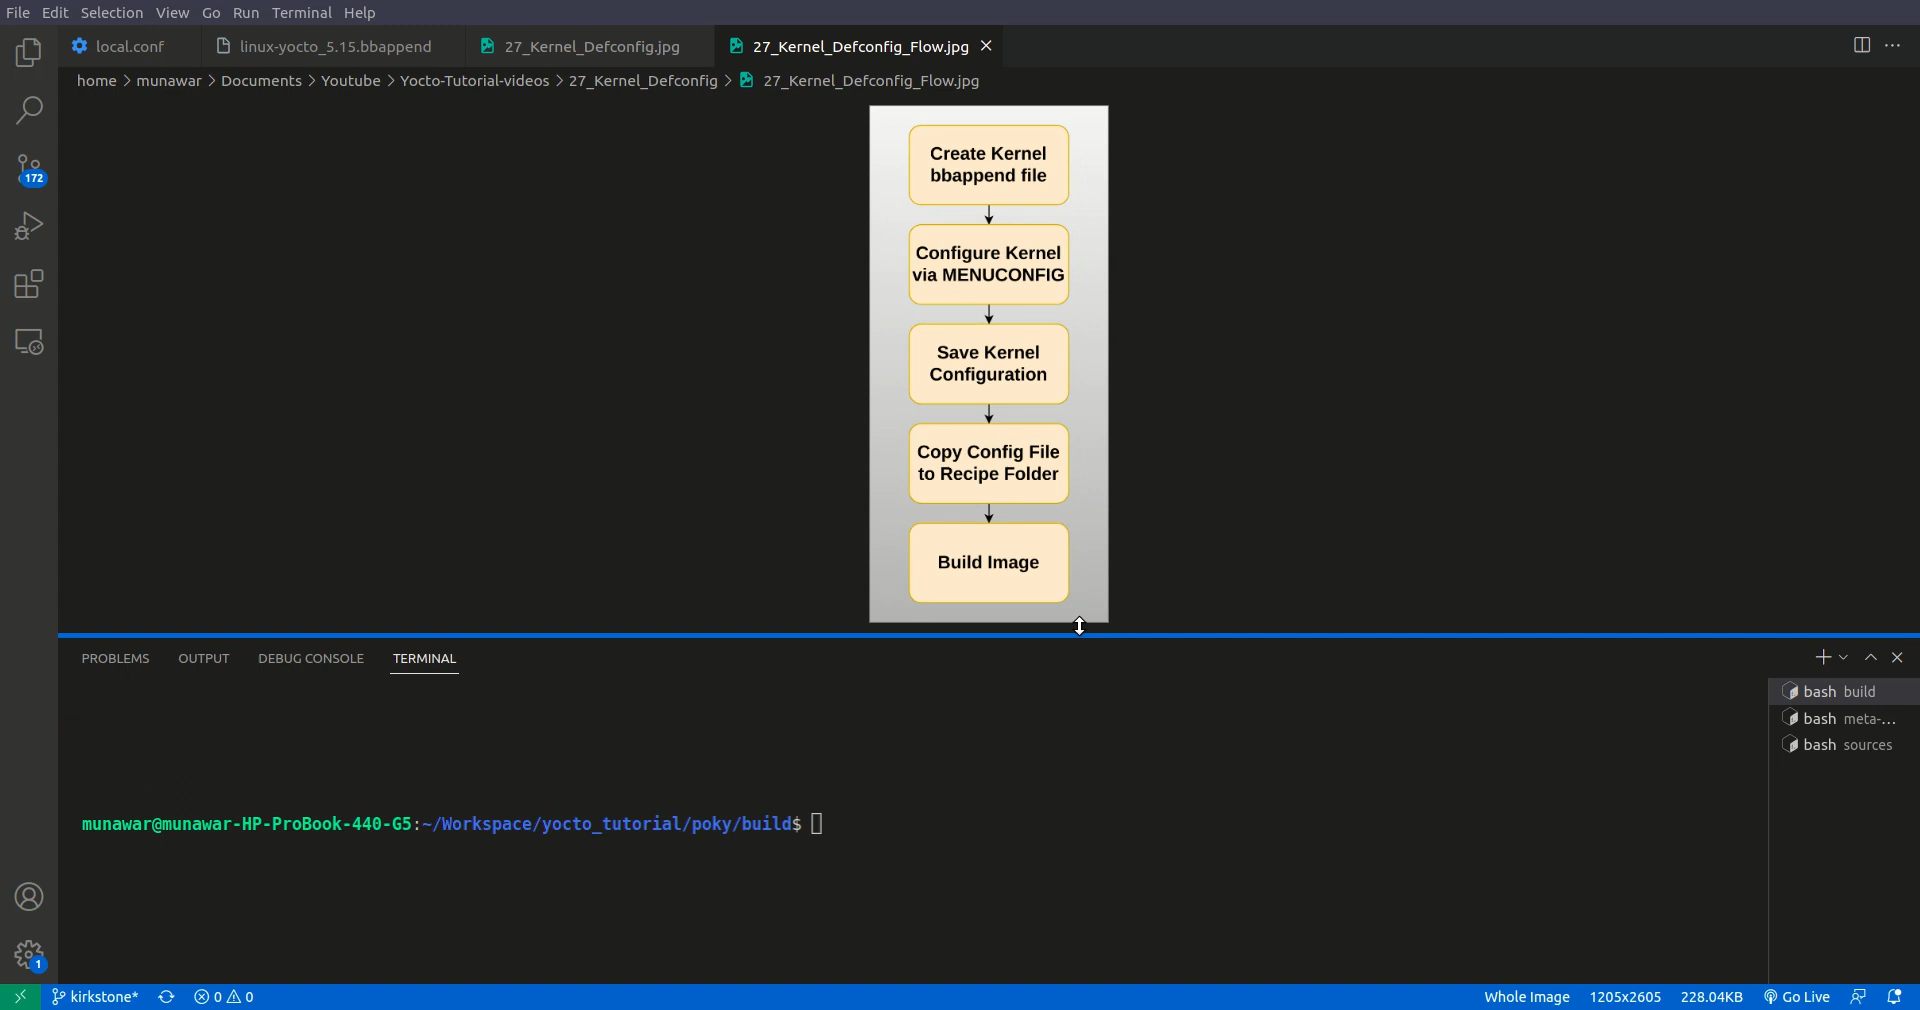 File Edit Selection View Go Run Terminal Help
local.conf linux-yocto_5.15.bbappend 27_Kernel_Defconfig.jpg 27_Kernel_Defconfig_Flow.jpg
home > munawar > Documents > Youtube > Yocto-Tutorial-videos > 27_Kernel_Defconfig > 27_Kernel_Defconfig_Flow.jpg
172
Create Kernel
bbappend file
Configure Kernel
via MENUCONFIG
Save Kernel
Configuration
Copy Config File
to Recipe Folder
Build Image
PROBLEMS OUTPUT DEBUG CONSOLE TERMINAL
bash build
bash meta-...
bash sources
munawar@munawar-HP-ProBook-440-G5:~/Workspace/yocto_tutorial/poky/build$
1
kirkstone* 0 0 Whole Image 1205x2605 228.04KB Go Live